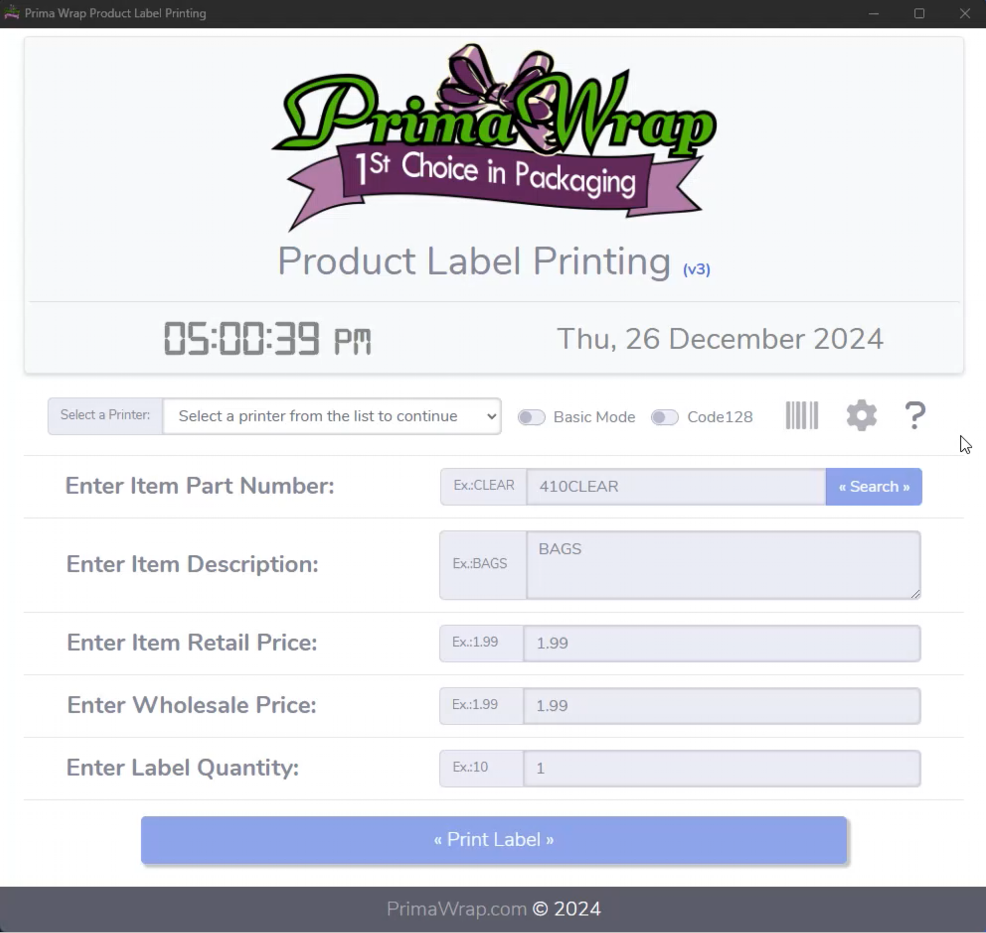 Prima Wrap Product Label Printing
Prima Wrap
1St Choice in Packaging
Product Label Printing (v3)
05:00:39 PM
Thu, 26 December 2024
Select a Printer: Select a printer from the list to continue Basic Mode Code128 ?
Enter Item Part Number: Ex.:CLEAR 410CLEAR « Search »
Enter Item Description: Ex.:BAGS BAGS
Enter Item Retail Price: Ex.:1.99 1.99
Enter Wholesale Price: Ex.:1.99 1.99
Enter Label Quantity: Ex.:10 1
« Print Label »
PrimaWrap.com © 2024